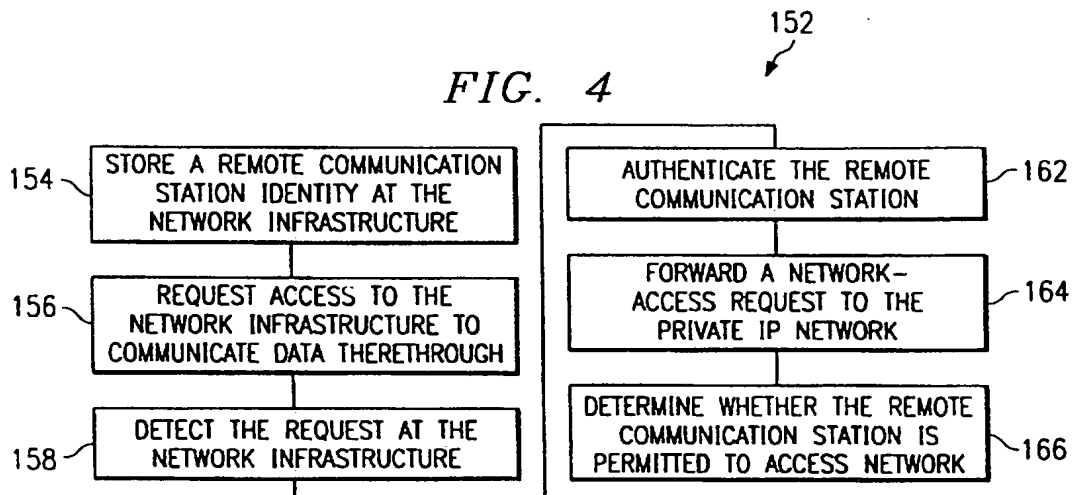 152
FIG. 4
154
STORE A REMOTE COMMUNICATION
STATION IDENTITY AT THE
NETWORK INFRASTRUCTURE
156
REQUEST ACCESS TO THE
NETWORK INFRASTRUCTURE TO
COMMUNICATE DATA THERETHROUGH
158
DETECT THE REQUEST AT THE
NETWORK INFRASTRUCTURE
AUTHENTICATE THE REMOTE
COMMUNICATION STATION
162
FORWARD A NETWORK-
ACCESS REQUEST TO THE
PRIVATE IP NETWORK
164
DETERMINE WHETHER THE REMOTE
COMMUNICATION STATION IS
PERMITTED TO ACCESS NETWORK
166